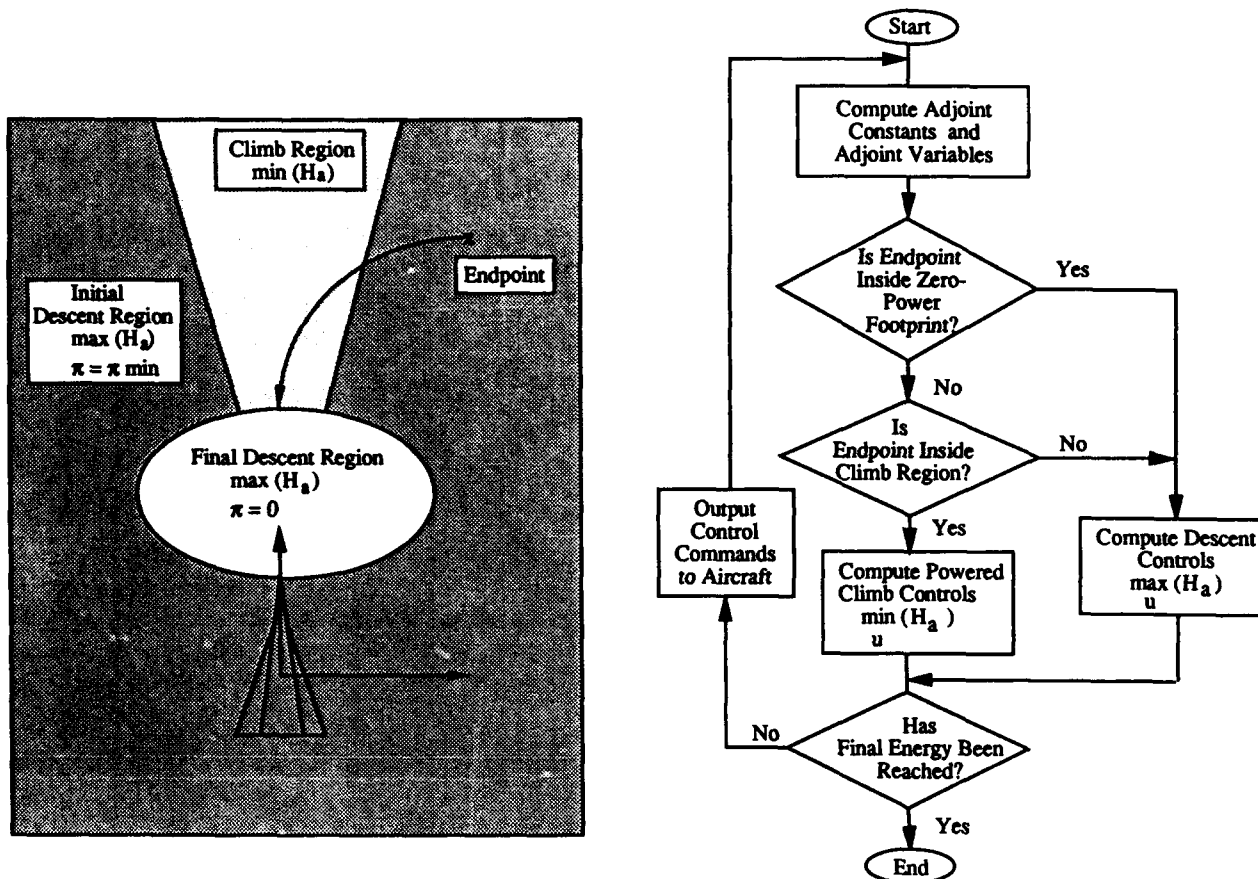 Climb Region
min (Ha)
Endpoint
Initial
Descent Region
max (Ha)
π = π min
Final Descent Region
max (Ha)
π = 0
Start
Compute Adjoint
Constants and
Adjoint Variables
Is Endpoint
Inside Zero-
Power
Footprint?
Yes
No
Is
Endpoint Inside
Climb Region?
No
Yes
Output
Control
Commands
to Aircraft
Compute Powered
Climb Controls
min (Ha)
u
Compute Descent
Controls
max (Ha)
u
Has
Final Energy Been
Reached?
No
Yes
End